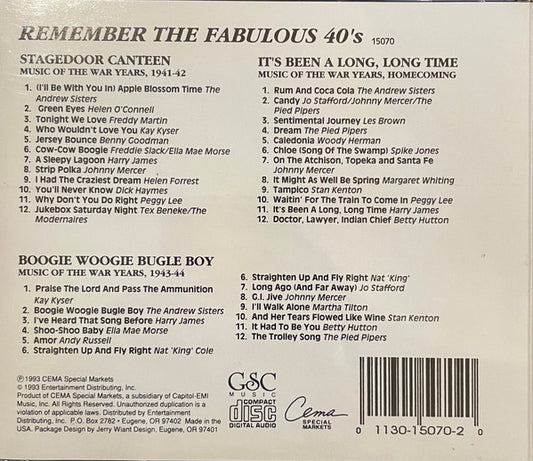 REMEMBER THE FABULOUS 40's 15070
STAGEDOOR CANTEEN
MUSIC OF THE WAR YEARS, 1941-42
1. (I'll Be With You In) Apple Blossom Time The
Andrew Sisters
2. Green Eyes Helen O'Connell
3. Tonight We Love Freddy Martin
4. Who Wouldn't Love You Kay Kyser
5. Jersey Bounce Benny Goodman
6. Cow-Cow Boogie Freddie Slack/Ella Mae Morse
7. A Sleepy Lagoon Harry James
8. Strip Polka Johnny Mercer
9. I Had The Craziest Dream Helen Forrest
10. You'll Never Know Dick Haymes
11. Why Don't You Do Right Peggy Lee
12. Jukebox Saturday Night Tex Beneke/The
Modernaires
IT'S BEEN A LONG, LONG TIME
MUSIC OF THE WAR YEARS, HOMECOMING
1. Rum And Coca Cola The Andrew Sisters
2. Candy Jo Stafford/Johnny Mercer/The
Pied Pipers
3. Sentimental Journey Les Brown
4. Dream The Pied Pipers
5. Caledonia Woody Herman
6. Chloe (Song Of The Swamp) Spike Jones
7. On The Atchison, Topeka and Santa Fe
Johnny Mercer
8. It Might As Well Be Spring Margaret Whiting
9. Tampico Stan Kenton
10. Waitin' For The Train To Come In Peggy Lee
11. It's Been A Long, Long Time Harry James
12. Doctor, Lawyer, Indian Chief Betty Hutton
BOOGIE WOOGIE BUGLE BOY
MUSIC OF THE WAR YEARS, 1943-44
1. Praise The Lord And Pass The Ammunition
Kay Kyser
2. Boogie Woogie Bugle Boy The Andrew Sisters
3. I've Heard That Song Before Harry James
4. Shoo-Shoo Baby Ella Mae Morse
5. Amor Andy Russell
6. Straighten Up And Fly Right Nat 'King' Cole
6. Straighten Up And Fly Right Nat 'King'
7. Long Ago (And Far Away) Jo Stafford
8. G.I. Jive Johnny Mercer
9. I'll Walk Alone Martha Tilton
10. And Her Tears Flowed Like Wine Stan Kenton
11. It Had To Be You Betty Hutton
12. The Trolley Song The Pied Pipers
℗ 1993 CEMA Special Markets
© 1993 Entertainment Distributing, Inc.
Product of CEMA Special Markets, a subsidiary of Capitol-EMI
Music, Inc. All Rights Reserved. Unauthorized duplication is a
violation of applicable laws. Distributed by Entertainment
Distributing, Inc. P.O. Box 2782 • Eugene, OR 97402 Made in the
USA. Package Design by Jerry Wiant Design, Eugene, OR 97401
GSC
MUSIC
COMPACT
disc
DIGITAL AUDIO
Cema
SPECIAL
MARKETS
0 1130-15070-2 0